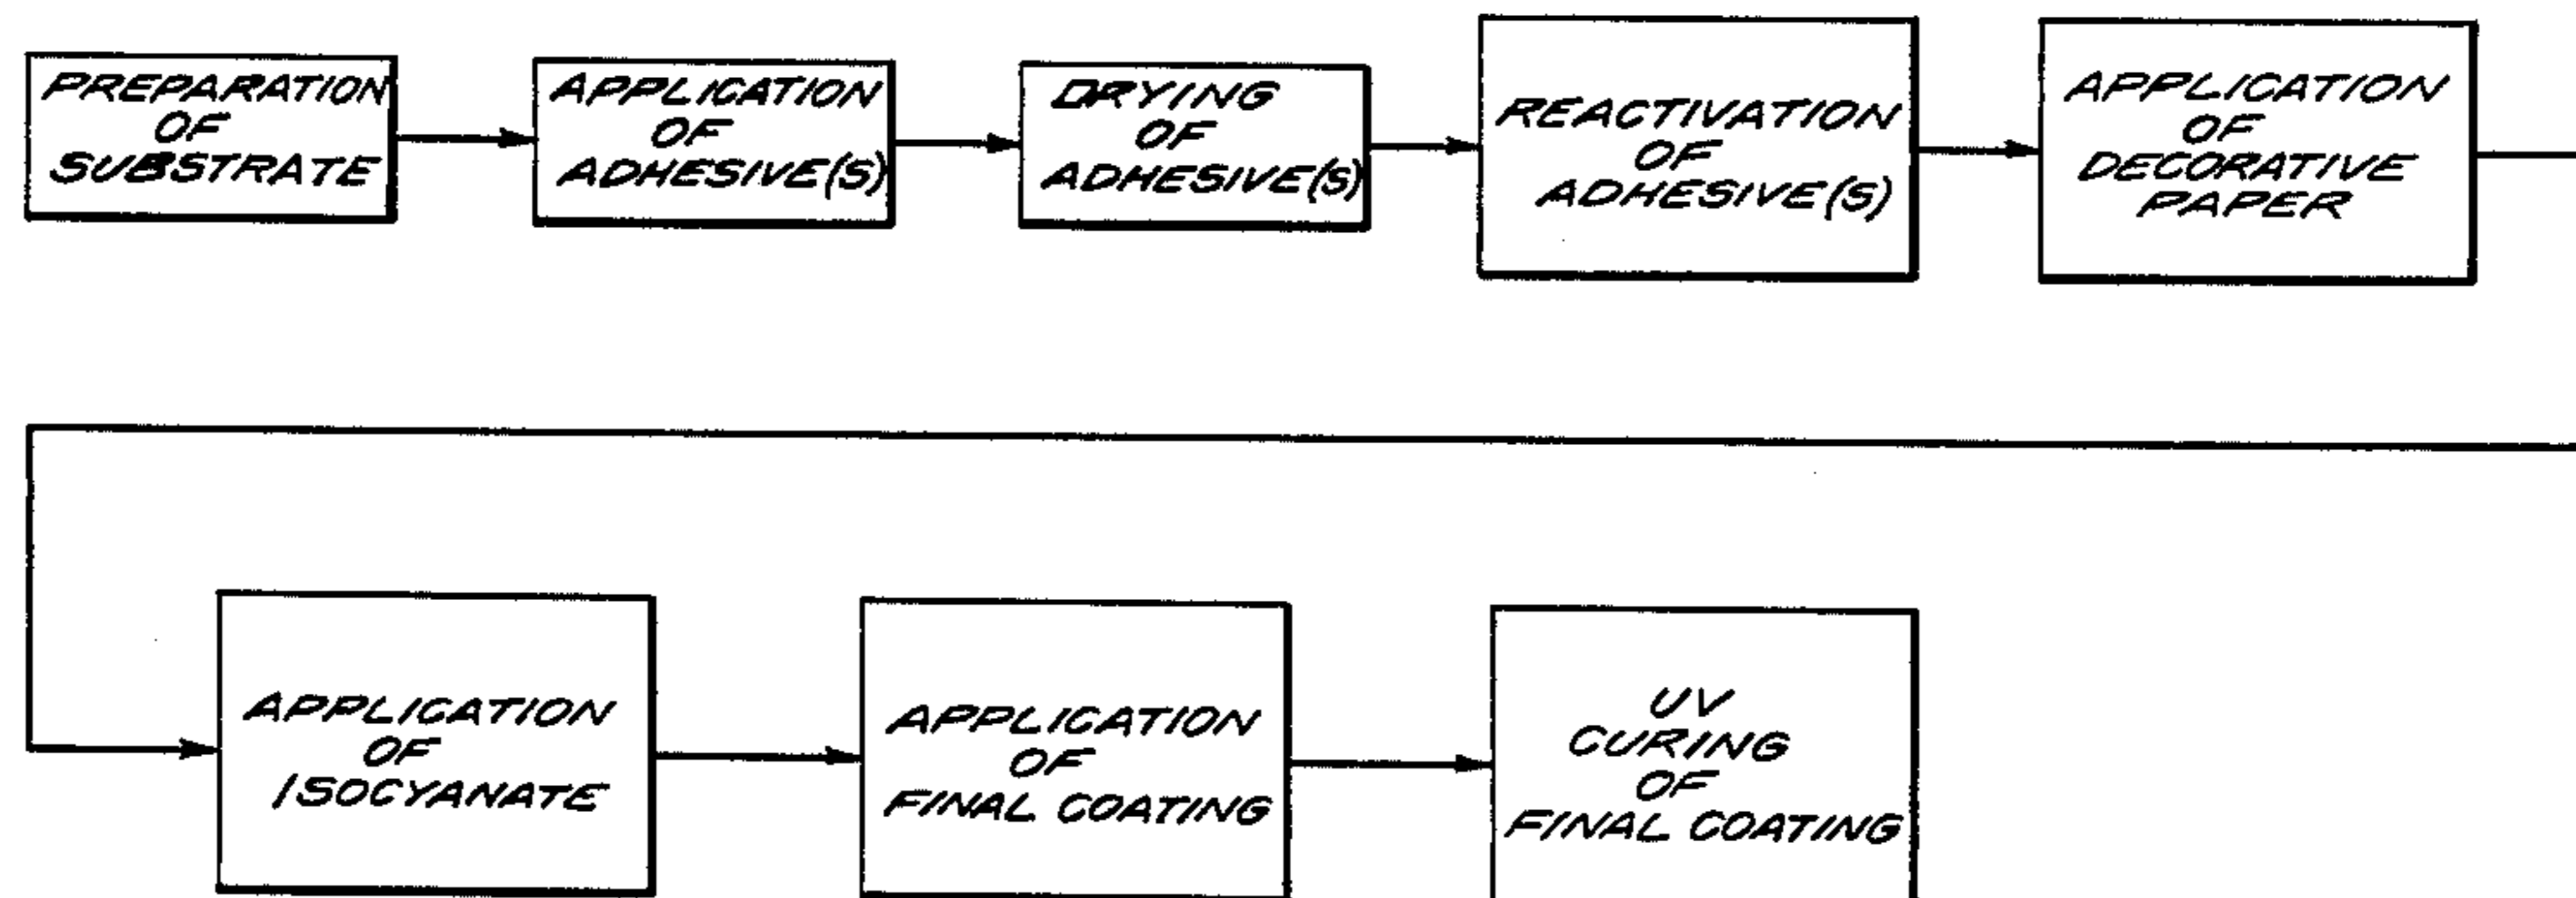 PREPARATION
OF
SUBSTRATE
APPLICATION
OF
ADHESIVE(S)
DRYING
OF
ADHESIVE(S)
REACTIVATION
OF
ADHESIVE(S)
APPLICATION
OF
DECORATIVE
PAPER
APPLICATION
OF
ISOCYANATE
APPLICATION
OF
FINAL COATING
UV
CURING
OF
FINAL COATING